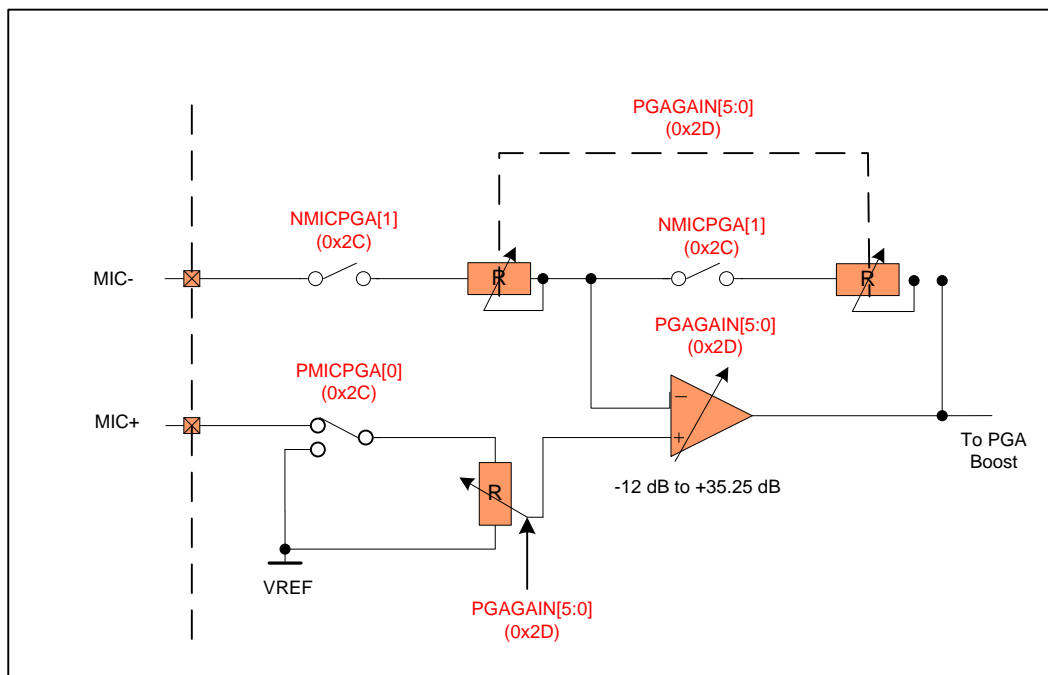 PGAGAIN[5:0]
(0x2D)
NMICPGA[1]
(0x2C)
NMICPGA[1]
(0x2C)
MIC-
R
R
PGAGAIN[5:0]
(0x2D)
PMICPGA[0]
(0x2C)
MIC+
−
+
To PGA
Boost
R
-12 dB to +35.25 dB
VREF
PGAGAIN[5:0]
(0x2D)